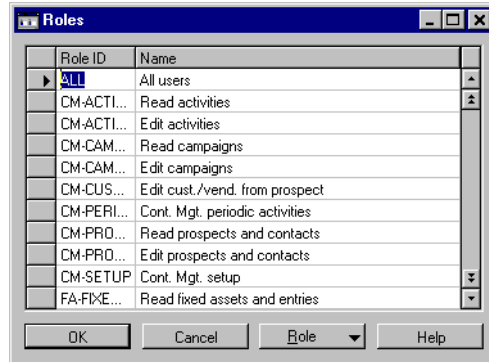 Roles
Role ID Name
ALL All users
CM-ACTI... Read activities
CM-ACTI... Edit activities
CM-CAM... Read campaigns
CM-CAM... Edit campaigns
CM-CUS... Edit cust./vend. from prospect
CM-PERI... Cont. Mgt. periodic activities
CM-PRO... Read prospects and contacts
CM-PRO... Edit prospects and contacts
CM-SETUP Cont. Mgt. setup
FA-FIXE... Read fixed assets and entries
OK Cancel Role Help